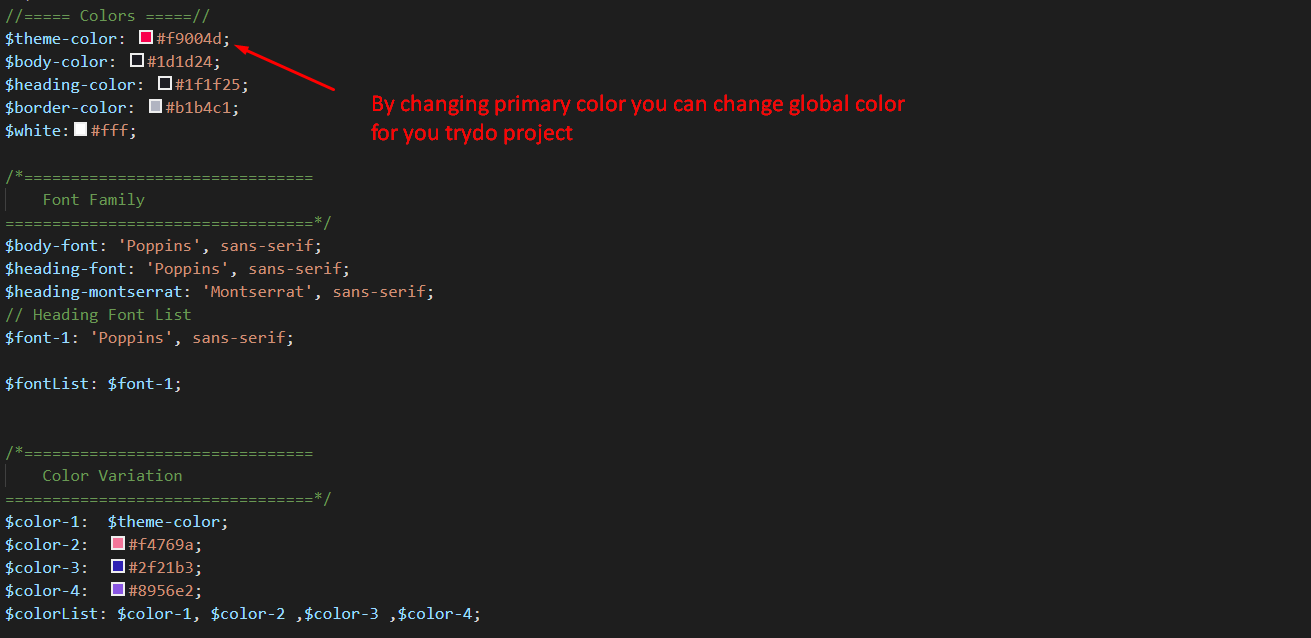 //===== Colors =====//
$theme-color: #f9004d;
$body-color: #1d1d24;
$heading-color: #1f1f25;
$border-color: #b1b4c1;
$white: #fff;
By changing primary color you can change global color
for you trydo project
/*===============================
Font Family
=================================*/
$body-font: 'Poppins', sans-serif;
$heading-font: 'Poppins', sans-serif;
$heading-montserrat: 'Montserrat', sans-serif;
// Heading Font List
$font-1: 'Poppins', sans-serif;
$fontList: $font-1;
/*===============================
Color Variation
=================================*/
$color-1:  $theme-color;
$color-2:  #f4769a;
$color-3:  #2f21b3;
$color-4:  #8956e2;
$colorList: $color-1, $color-2 ,$color-3 ,$color-4;